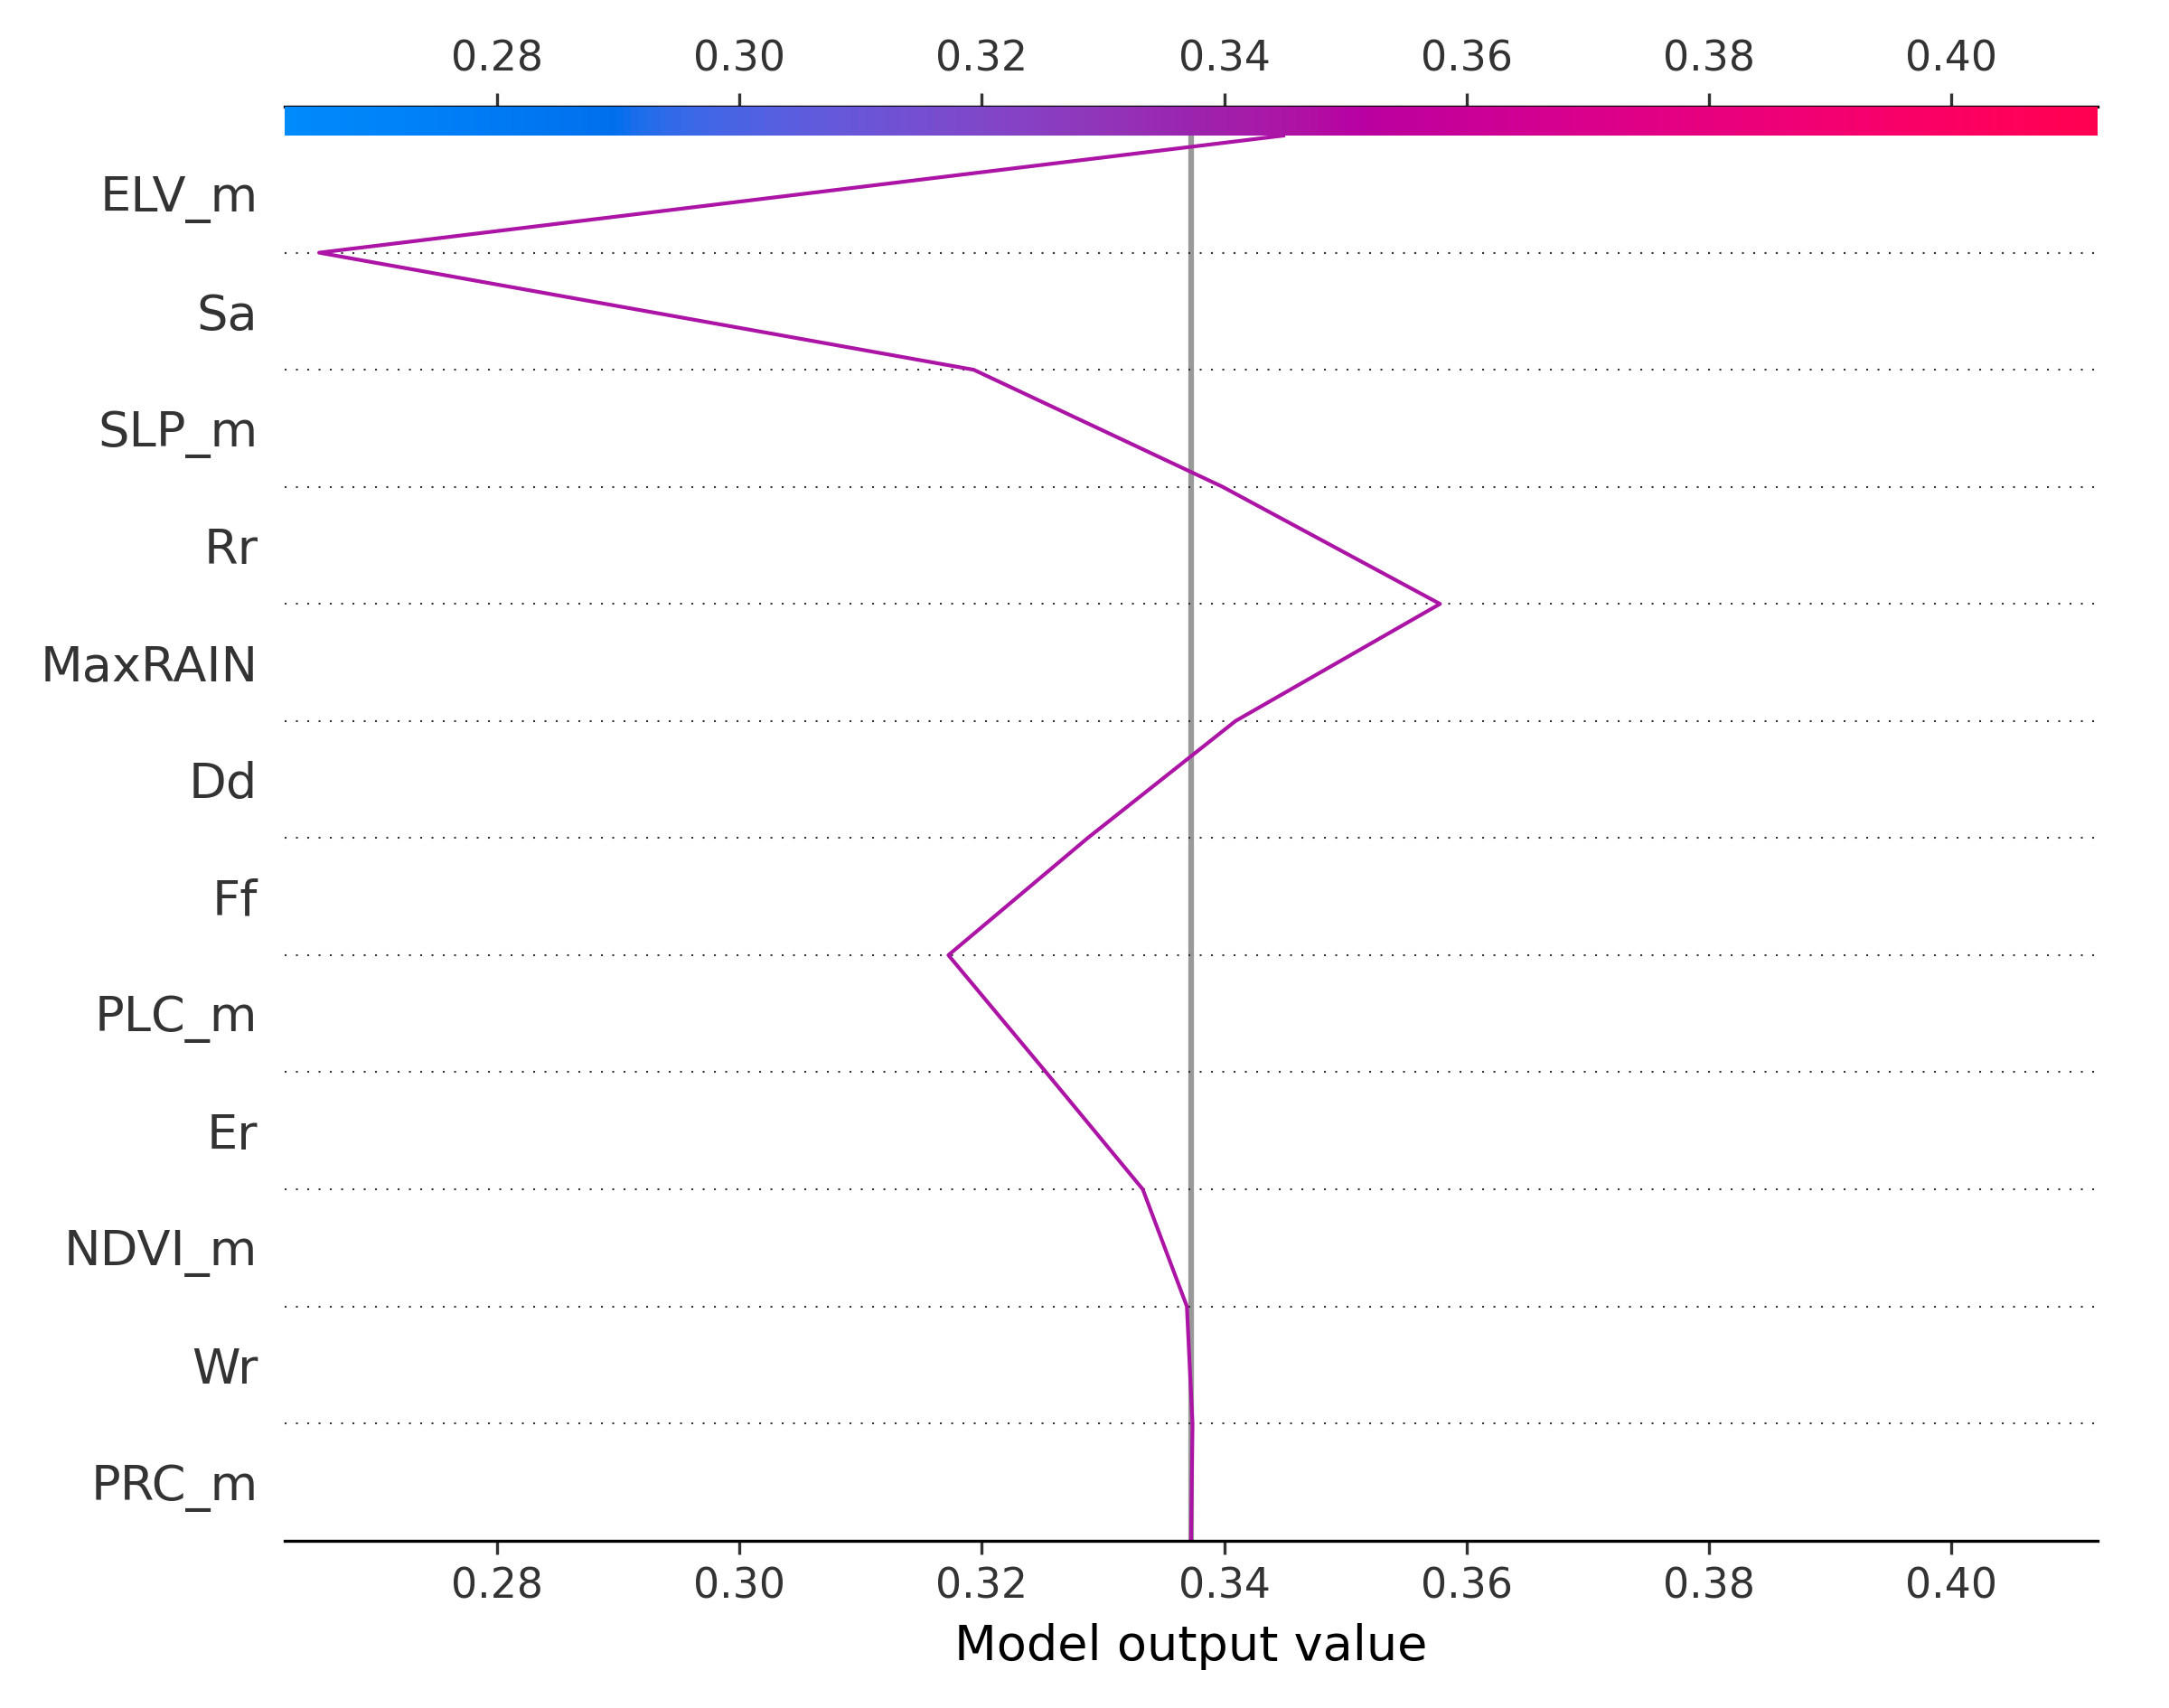 0.28 0.30 0.32 0.34 0.36 0.38 0.40
ELV_m
Sa
SLP_m
Rr
MaxRAIN
Dd
Ff
PLC_m
Er
NDVI_m
Wr
PRC_m
0.28 0.30 0.32 0.34 0.36 0.38 0.40
Model output value